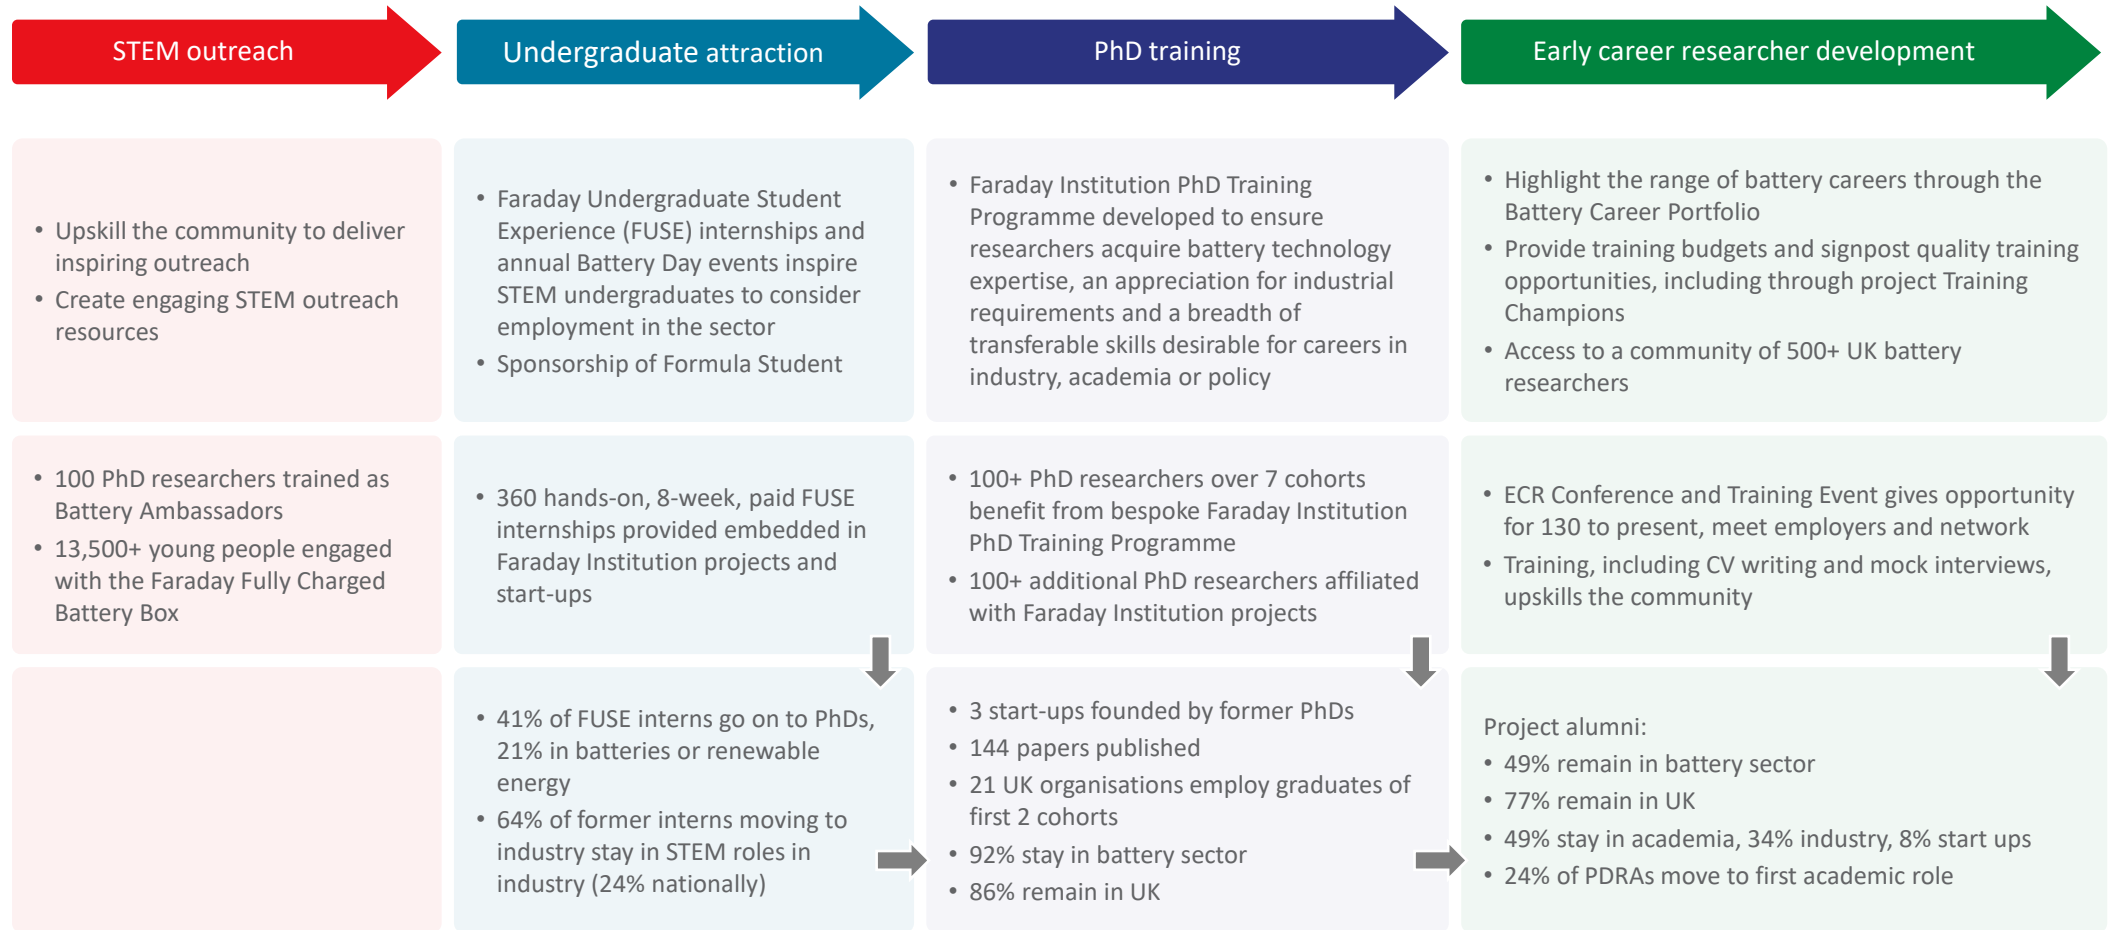 STEM outreach
Undergraduate attraction
PhD training
Early career researcher development
• Upskill the community to deliver
inspiring outreach
• Create engaging STEM outreach
resources
• Faraday Undergraduate Student
Experience (FUSE) internships and
annual Battery Day events inspire
STEM undergraduates to consider
employment in the sector
• Sponsorship of Formula Student
• Faraday Institution PhD Training
Programme developed to ensure
researchers acquire battery technology
expertise, an appreciation for industrial
requirements and a breadth of
transferable skills desirable for careers in
industry, academia or policy
• Highlight the range of battery careers through the
Battery Career Portfolio
• Provide training budgets and signpost quality training
opportunities, including through project Training
Champions
• Access to a community of 500+ UK battery
researchers
• 100 PhD researchers trained as
Battery Ambassadors
• 13,500+ young people engaged
with the Faraday Fully Charged
Battery Box
• 360 hands-on, 8-week, paid FUSE
internships provided embedded in
Faraday Institution projects and
start-ups
• 100+ PhD researchers over 7 cohorts
benefit from bespoke Faraday Institution
PhD Training Programme
• 100+ additional PhD researchers affiliated
with Faraday Institution projects
• ECR Conference and Training Event gives opportunity
for 130 to present, meet employers and network
• Training, including CV writing and mock interviews,
upskills the community
• 41% of FUSE interns go on to PhDs,
21% in batteries or renewable
energy
• 64% of former interns moving to
industry stay in STEM roles in
industry (24% nationally)
• 3 start-ups founded by former PhDs
• 144 papers published
• 21 UK organisations employ graduates of
first 2 cohorts
• 92% stay in battery sector
• 86% remain in UK
Project alumni:
• 49% remain in battery sector
• 77% remain in UK
• 49% stay in academia, 34% industry, 8% start ups
• 24% of PDRAs move to first academic role